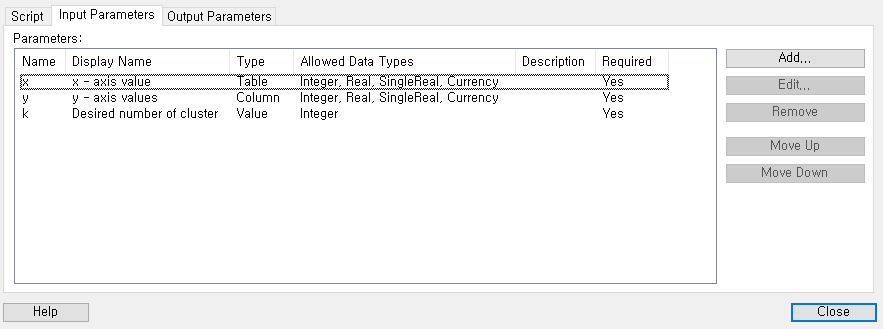 Script Input Parameters Output Parameters
Parameters:
Name Display Name Type Allowed Data Types Description Required
x x - axis value Table Integer, Real, SingleReal, Currency Yes
y y - axis values Column Integer, Real, SingleReal, Currency Yes
k Desired number of cluster Value Integer Yes
Add...
Edit...
Remove
Move Up
Move Down
Help Close